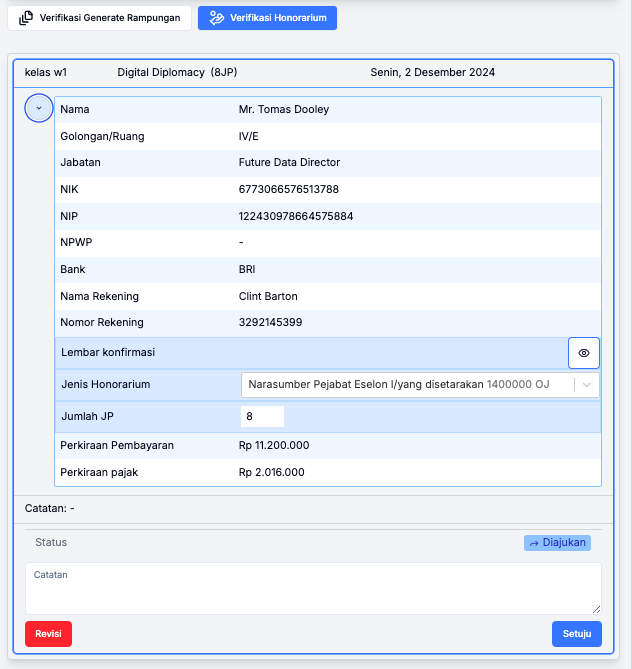 Verifikasi Generate Rampungan Verifikasi Honorarium
kelas w1 Digital Diplomacy (8JP) Senin, 2 Desember 2024
Nama Mr. Tomas Dooley
Golongan/Ruang IV/E
Jabatan Future Data Director
NIK 6773066576513788
NIP 122430978664575884
NPWP -
Bank BRI
Nama Rekening Clint Barton
Nomor Rekening 3292145399
Lembar konfirmasi
Jenis Honorarium Narasumber Pejabat Eselon I/yang disetarakan 1400000 OJ
Jumlah JP 8
Perkiraan Pembayaran Rp 11.200.000
Perkiraan pajak Rp 2.016.000
Catatan: -
Status Diajukan
Catatan
Revisi Setuju